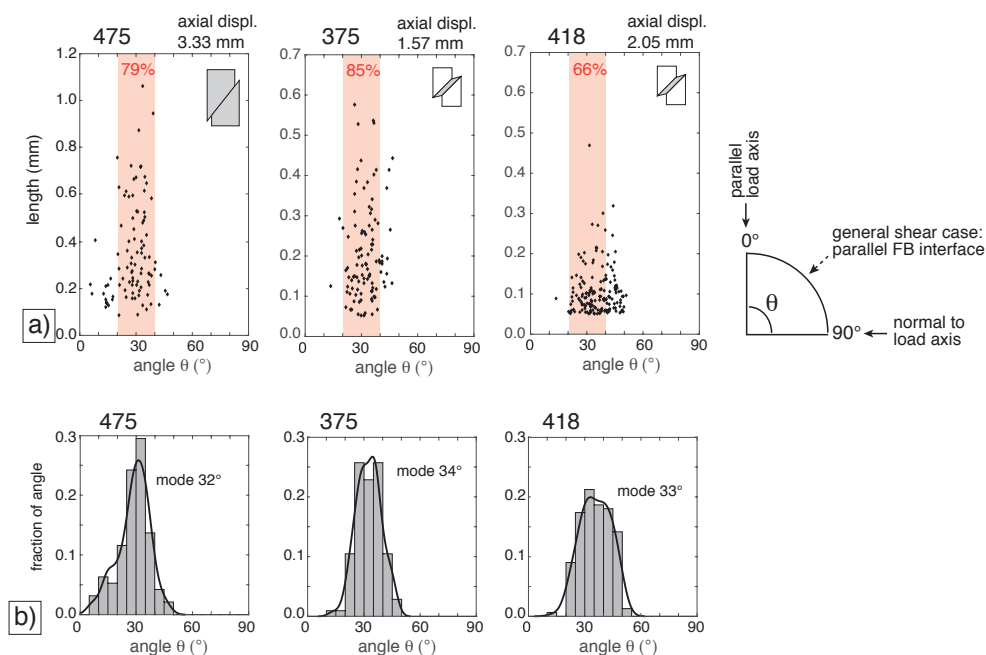 475
axial displ.
3.33 mm
375
axial displ.
1.57 mm
418
axial displ.
2.05 mm
1.2
1.0
0.8
0.6
0.4
0.2
0.0
length (mm)
79%
0 30 60 90
angle θ (°)
0.7
0.6
0.5
0.4
0.3
0.2
0.1
0.0
85%
0 30 60 90
angle θ (°)
0.7
0.6
0.5
0.4
0.3
0.2
0.1
0.0
66%
0 30 60 90
angle θ (°)
a)
parallel
load axis
0°
general shear case:
parallel FB interface
θ
90°
normal to
load axis
475
375
418
0.3
0.2
0.1
0.0
fraction of angle
mode 32°
0 30 60 90
angle θ (°)
0.3
0.2
0.1
0.0
mode 34°
0 30 60 90
angle θ (°)
0.3
0.2
0.1
0.0
mode 33°
0 30 60 90
angle θ (°)
b)